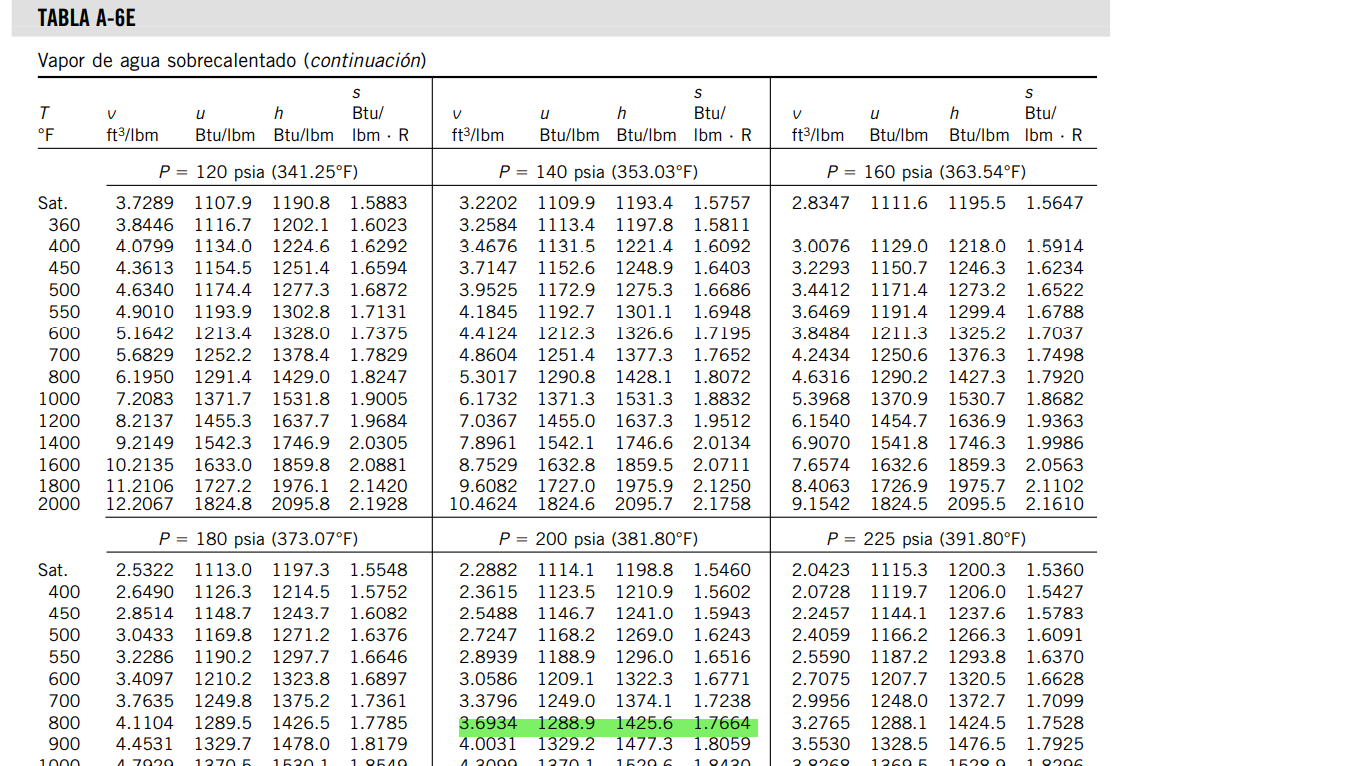 TABLA A-6E
Vapor de agua sobrecalentado (continuación)
s s s
T v u h Btu/ v u h Btu/ v u h Btu/
°F ft³/lbm Btu/lbm Btu/lbm lbm · R ft³/lbm Btu/lbm Btu/lbm lbm · R ft³/lbm Btu/lbm Btu/lbm lbm · R
P = 120 psia (341.25°F) P = 140 psia (353.03°F) P = 160 psia (363.54°F)
Sat. 3.7289 1107.9 1190.8 1.5883 3.2202 1109.9 1193.4 1.5757 2.8347 1111.6 1195.5 1.5647
360 3.8446 1116.7 1202.1 1.6023 3.2584 1113.4 1197.8 1.5811
400 4.0799 1134.0 1224.6 1.6292 3.4676 1131.5 1221.4 1.6092 3.0076 1129.0 1218.0 1.5914
450 4.3613 1154.5 1251.4 1.6594 3.7147 1152.6 1248.9 1.6403 3.2293 1150.7 1246.3 1.6234
500 4.6340 1174.4 1277.3 1.6872 3.9525 1172.9 1275.3 1.6686 3.4412 1171.4 1273.2 1.6522
550 4.9010 1193.9 1302.8 1.7131 4.1845 1192.7 1301.1 1.6948 3.6469 1191.4 1299.4 1.6788
600 5.1642 1213.4 1328.0 1.7375 4.4124 1212.3 1326.6 1.7195 3.8484 1211.3 1325.2 1.7037
700 5.6829 1252.2 1378.4 1.7829 4.8604 1251.4 1377.3 1.7652 4.2434 1250.6 1376.3 1.7498
800 6.1950 1291.4 1429.0 1.8247 5.3017 1290.8 1428.1 1.8072 4.6316 1290.2 1427.3 1.7920
1000 7.2083 1371.7 1531.8 1.9005 6.1732 1371.3 1531.3 1.8832 5.3968 1370.9 1530.7 1.8682
1200 8.2137 1455.3 1637.7 1.9684 7.0367 1455.0 1637.3 1.9512 6.1540 1454.7 1636.9 1.9363
1400 9.2149 1542.3 1746.9 2.0305 7.8961 1542.1 1746.6 2.0134 6.9070 1541.8 1746.3 1.9986
1600 10.2135 1633.0 1859.8 2.0881 8.7529 1632.8 1859.5 2.0711 7.6574 1632.6 1859.3 2.0563
1800 11.2106 1727.2 1976.1 2.1420 9.6082 1727.0 1975.9 2.1250 8.4063 1726.9 1975.7 2.1102
2000 12.2067 1824.8 2095.8 2.1928 10.4624 1824.6 2095.7 2.1758 9.1542 1824.5 2095.5 2.1610
P = 180 psia (373.07°F) P = 200 psia (381.80°F) P = 225 psia (391.80°F)
Sat. 2.5322 1113.0 1197.3 1.5548 2.2882 1114.1 1198.8 1.5460 2.0423 1115.3 1200.3 1.5360
400 2.6490 1126.3 1214.5 1.5752 2.3615 1123.5 1210.9 1.5602 2.0728 1119.7 1206.0 1.5427
450 2.8514 1148.7 1243.7 1.6082 2.5488 1146.7 1241.0 1.5943 2.2457 1144.1 1237.6 1.5783
500 3.0433 1169.8 1271.2 1.6376 2.7247 1168.2 1269.0 1.6243 2.4059 1166.2 1266.3 1.6091
550 3.2286 1190.2 1297.7 1.6646 2.8939 1188.9 1296.0 1.6516 2.5590 1187.2 1293.8 1.6370
600 3.4097 1210.2 1323.8 1.6897 3.0586 1209.1 1322.3 1.6771 2.7075 1207.7 1320.5 1.6628
700 3.7635 1249.8 1375.2 1.7361 3.3796 1249.0 1374.1 1.7238 2.9956 1248.0 1372.7 1.7099
800 4.1104 1289.5 1426.5 1.7785 3.6934 1288.9 1425.6 1.7664 3.2765 1288.1 1424.5 1.7528
900 4.4531 1329.7 1478.0 1.8179 4.0031 1329.2 1477.3 1.8059 3.5530 1328.5 1476.5 1.7925
1000 4.7929 1370.5 1530.1 1.8549 4.3099 1370.1 1529.6 1.8430 3.8268 1369.5 1528.9 1.8296